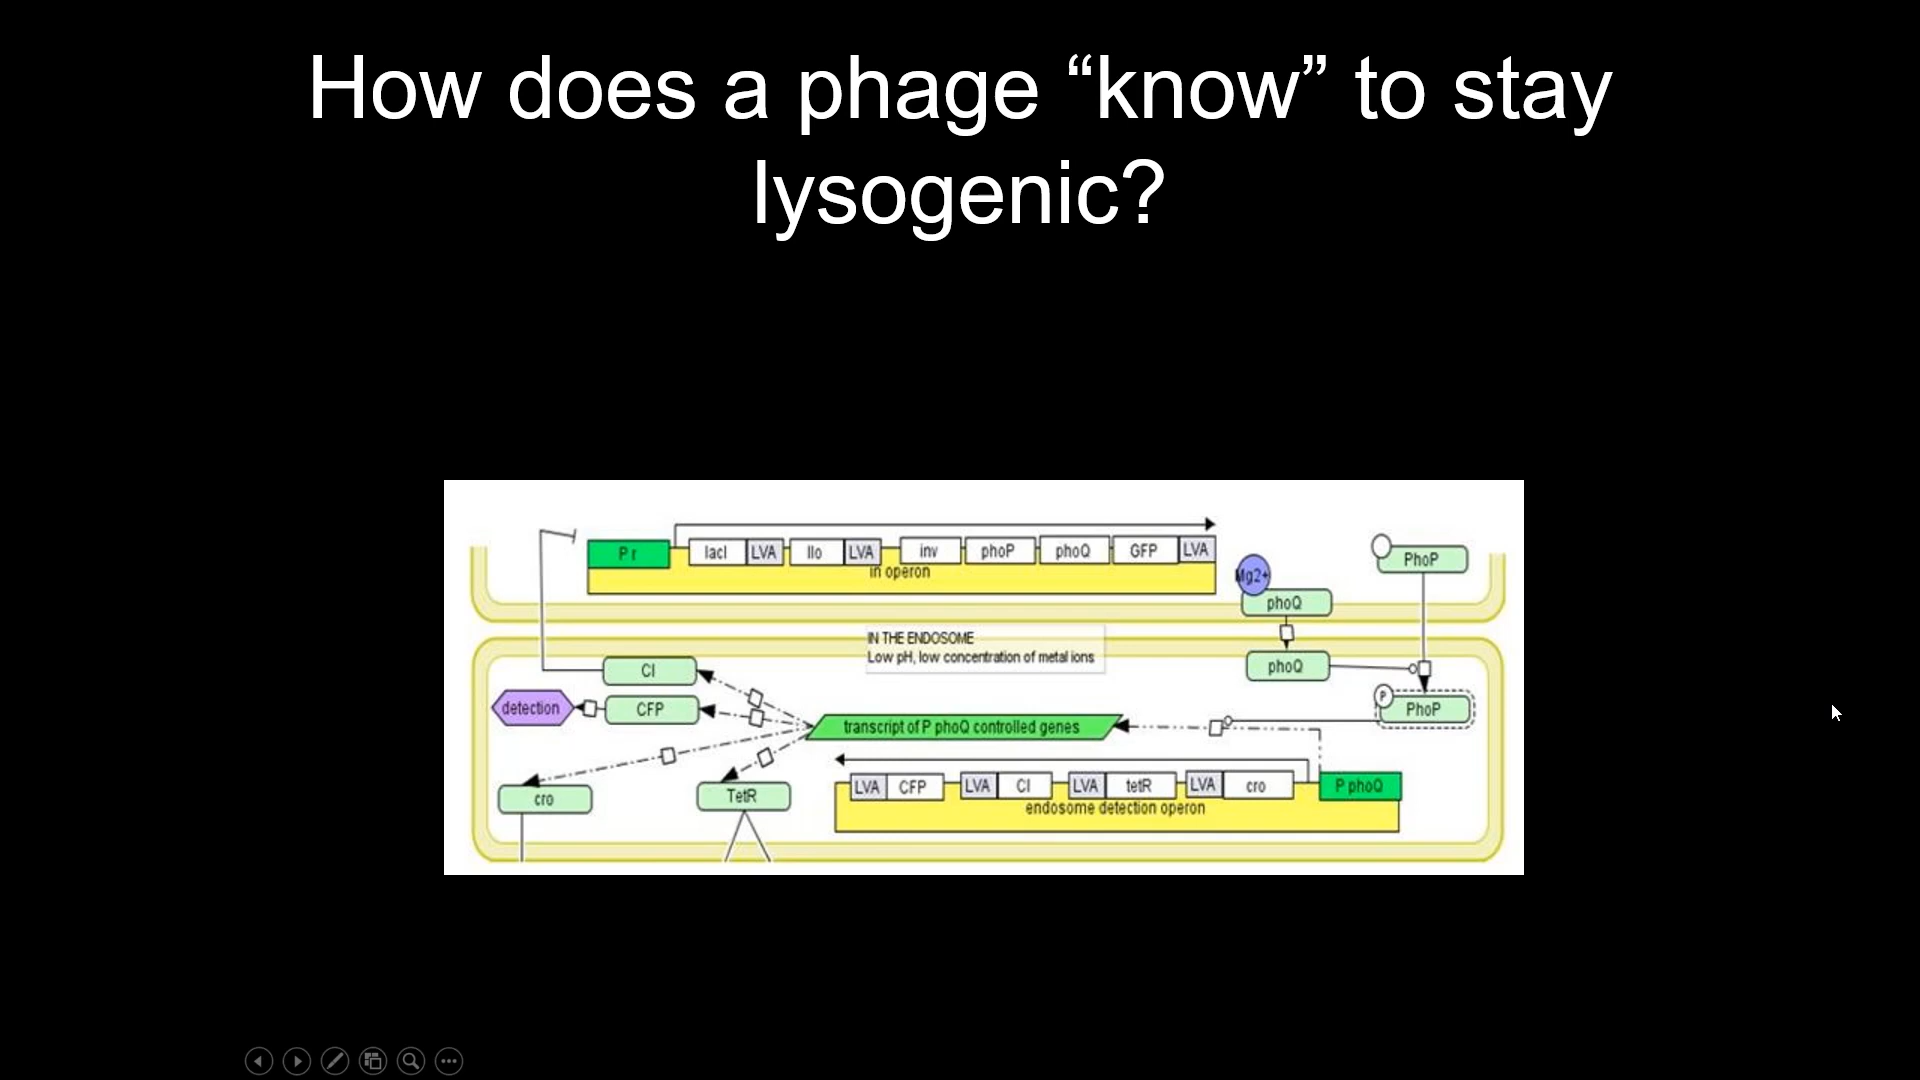 How does a phage “know” to stay
lysogenic?
P r
lacI
LVA
llo
LVA
inv
phoP
phoQ
GFP
LVA
in operon
Mg2+
phoQ
PhoP
IN THE ENDOSOME
Low pH, low concentration of metal ions
CI
phoQ
detection
CFP
P
PhoP
transcript of P phoQ controlled genes
cro
TetR
LVA
CFP
LVA
CI
LVA
tetR
LVA
cro
P phoQ
endosome detection operon